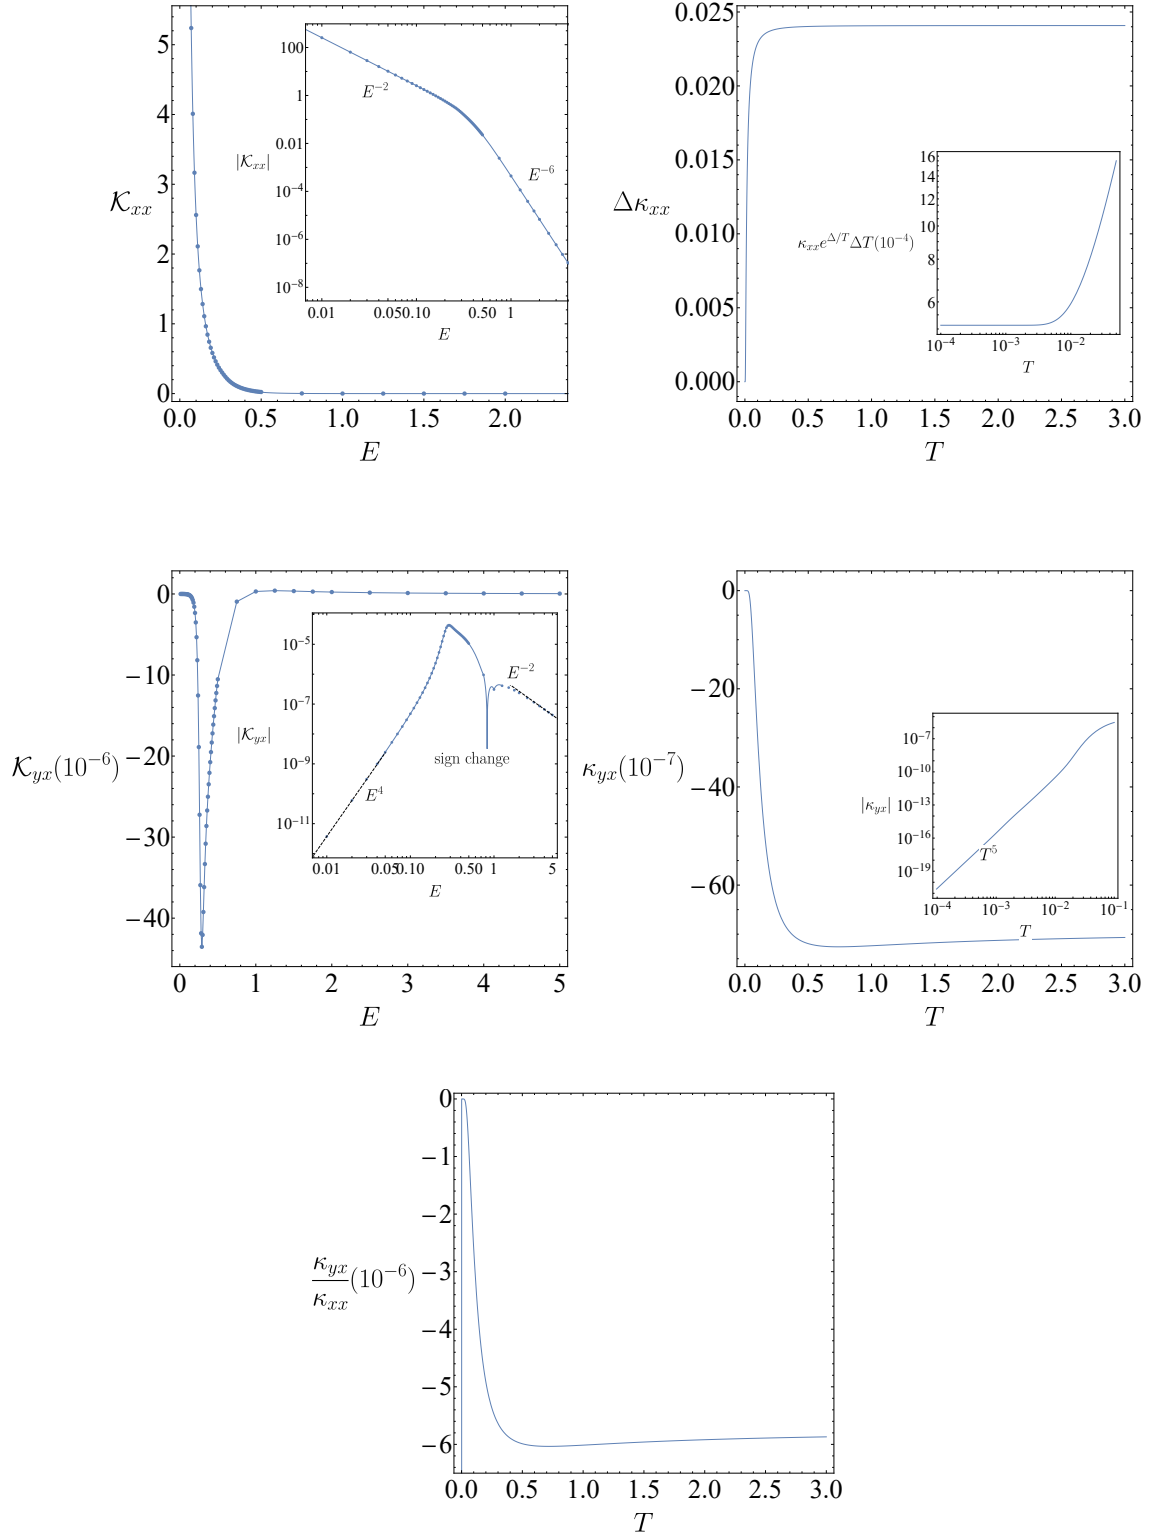 5
4
3
2
1
0
𝒦xx
0.0 0.5 1.0 1.5 2.0
E
100
1
0.01
10^-4
10^-6
10^-8
|𝒦xx|
E^-2
E^-6
0.01 0.050.10 0.50 1
E
0.025
0.020
0.015
0.010
0.005
0.000
Δκxx
0.0 0.5 1.0 1.5 2.0 2.5 3.0
T
16
14
12
10
8
6
κxx e^Δ/T ΔT(10^-4)
10^-4 10^-3 10^-2
T
0
−10
−20
−30
−40
𝒦yx(10^-6)
0 1 2 3 4 5
E
10^-5
10^-7
10^-9
10^-11
|𝒦yx|
E^-2
sign change
E^4
0.01 0.050.10 0.50 1 5
E
0
−20
−40
−60
κyx(10^-7)
0.0 0.5 1.0 1.5 2.0 2.5 3.0
T
10^-7
10^-10
10^-13
10^-16
10^-19
|κyx|
T^5
10^-4 10^-3 10^-2 10^-1
T
0
−1
−2
−3
−4
−5
−6
κyx/κxx(10^-6)
0.0 0.5 1.0 1.5 2.0 2.5 3.0
T